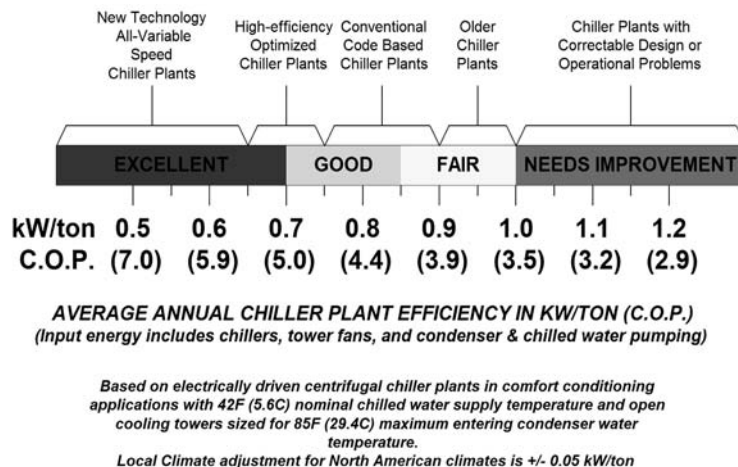 New Technology
All-Variable
Speed
Chiller Plants
High-efficiency
Optimized
Chiller Plants
Conventional
Code Based
Chiller Plants
Older
Chiller
Plants
Chiller Plants with
Correctable Design or
Operational Problems
EXCELLENT GOOD FAIR NEEDS IMPROVEMENT
kW/ton 0.5 0.6 0.7 0.8 0.9 1.0 1.1 1.2
C.O.P. (7.0) (5.9) (5.0) (4.4) (3.9) (3.5) (3.2) (2.9)
AVERAGE ANNUAL CHILLER PLANT EFFICIENCY IN KW/TON (C.O.P.)
(Input energy includes chillers, tower fans, and condenser & chilled water pumping)
Based on electrically driven centrifugal chiller plants in comfort conditioning
applications with 42F (5.6C) nominal chilled water supply temperature and open
cooling towers sized for 85F (29.4C) maximum entering condenser water
temperature.
Local Climate adjustment for North American climates is +/- 0.05 kW/ton